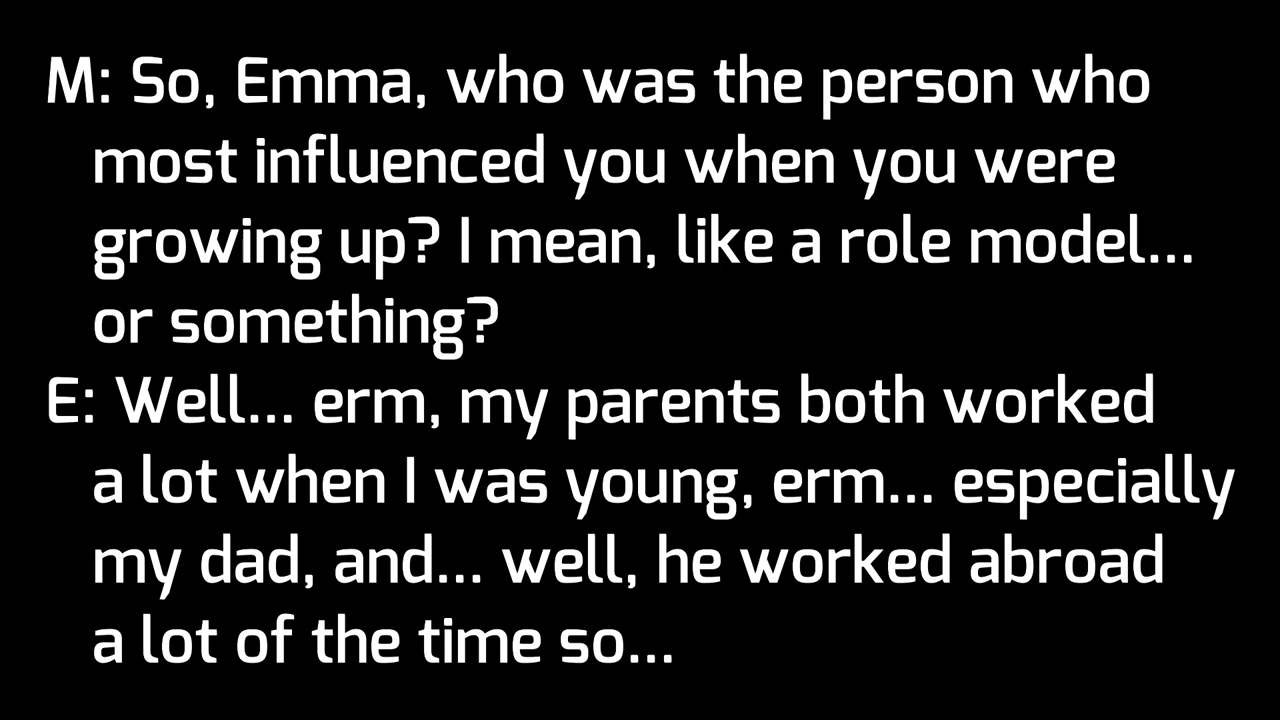 M: So, Emma, who was the person who
most influenced you when you were
growing up? I mean, like a role model...
or something?
E: Well... erm, my parents both worked
a lot when I was young, erm... especially
my dad, and... well, he worked abroad
a lot of the time so...